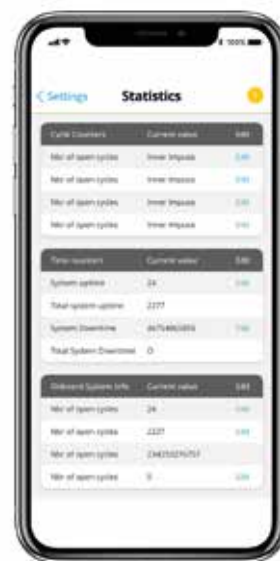 100%
Settings Statistics
Cycle Counters Current value Edit
Nbr of open cycles Inner Impuse Edit
Nbr of open cycles Inner Impuse Edit
Nbr of open cycles Inner Impuse Edit
Nbr of open cycles Inner Impuse Edit
Time counters Current value Edit
System uptime 24 Edit
Total system uptime 2277
System Downtime Edit
Total System Downtime 0
Onboard System Info Current value Edit
Nbr of open cycles 24 Edit
Nbr of open cycles 2227 Edit
Nbr of open cycles
Nbr of open cycles 0 Edit